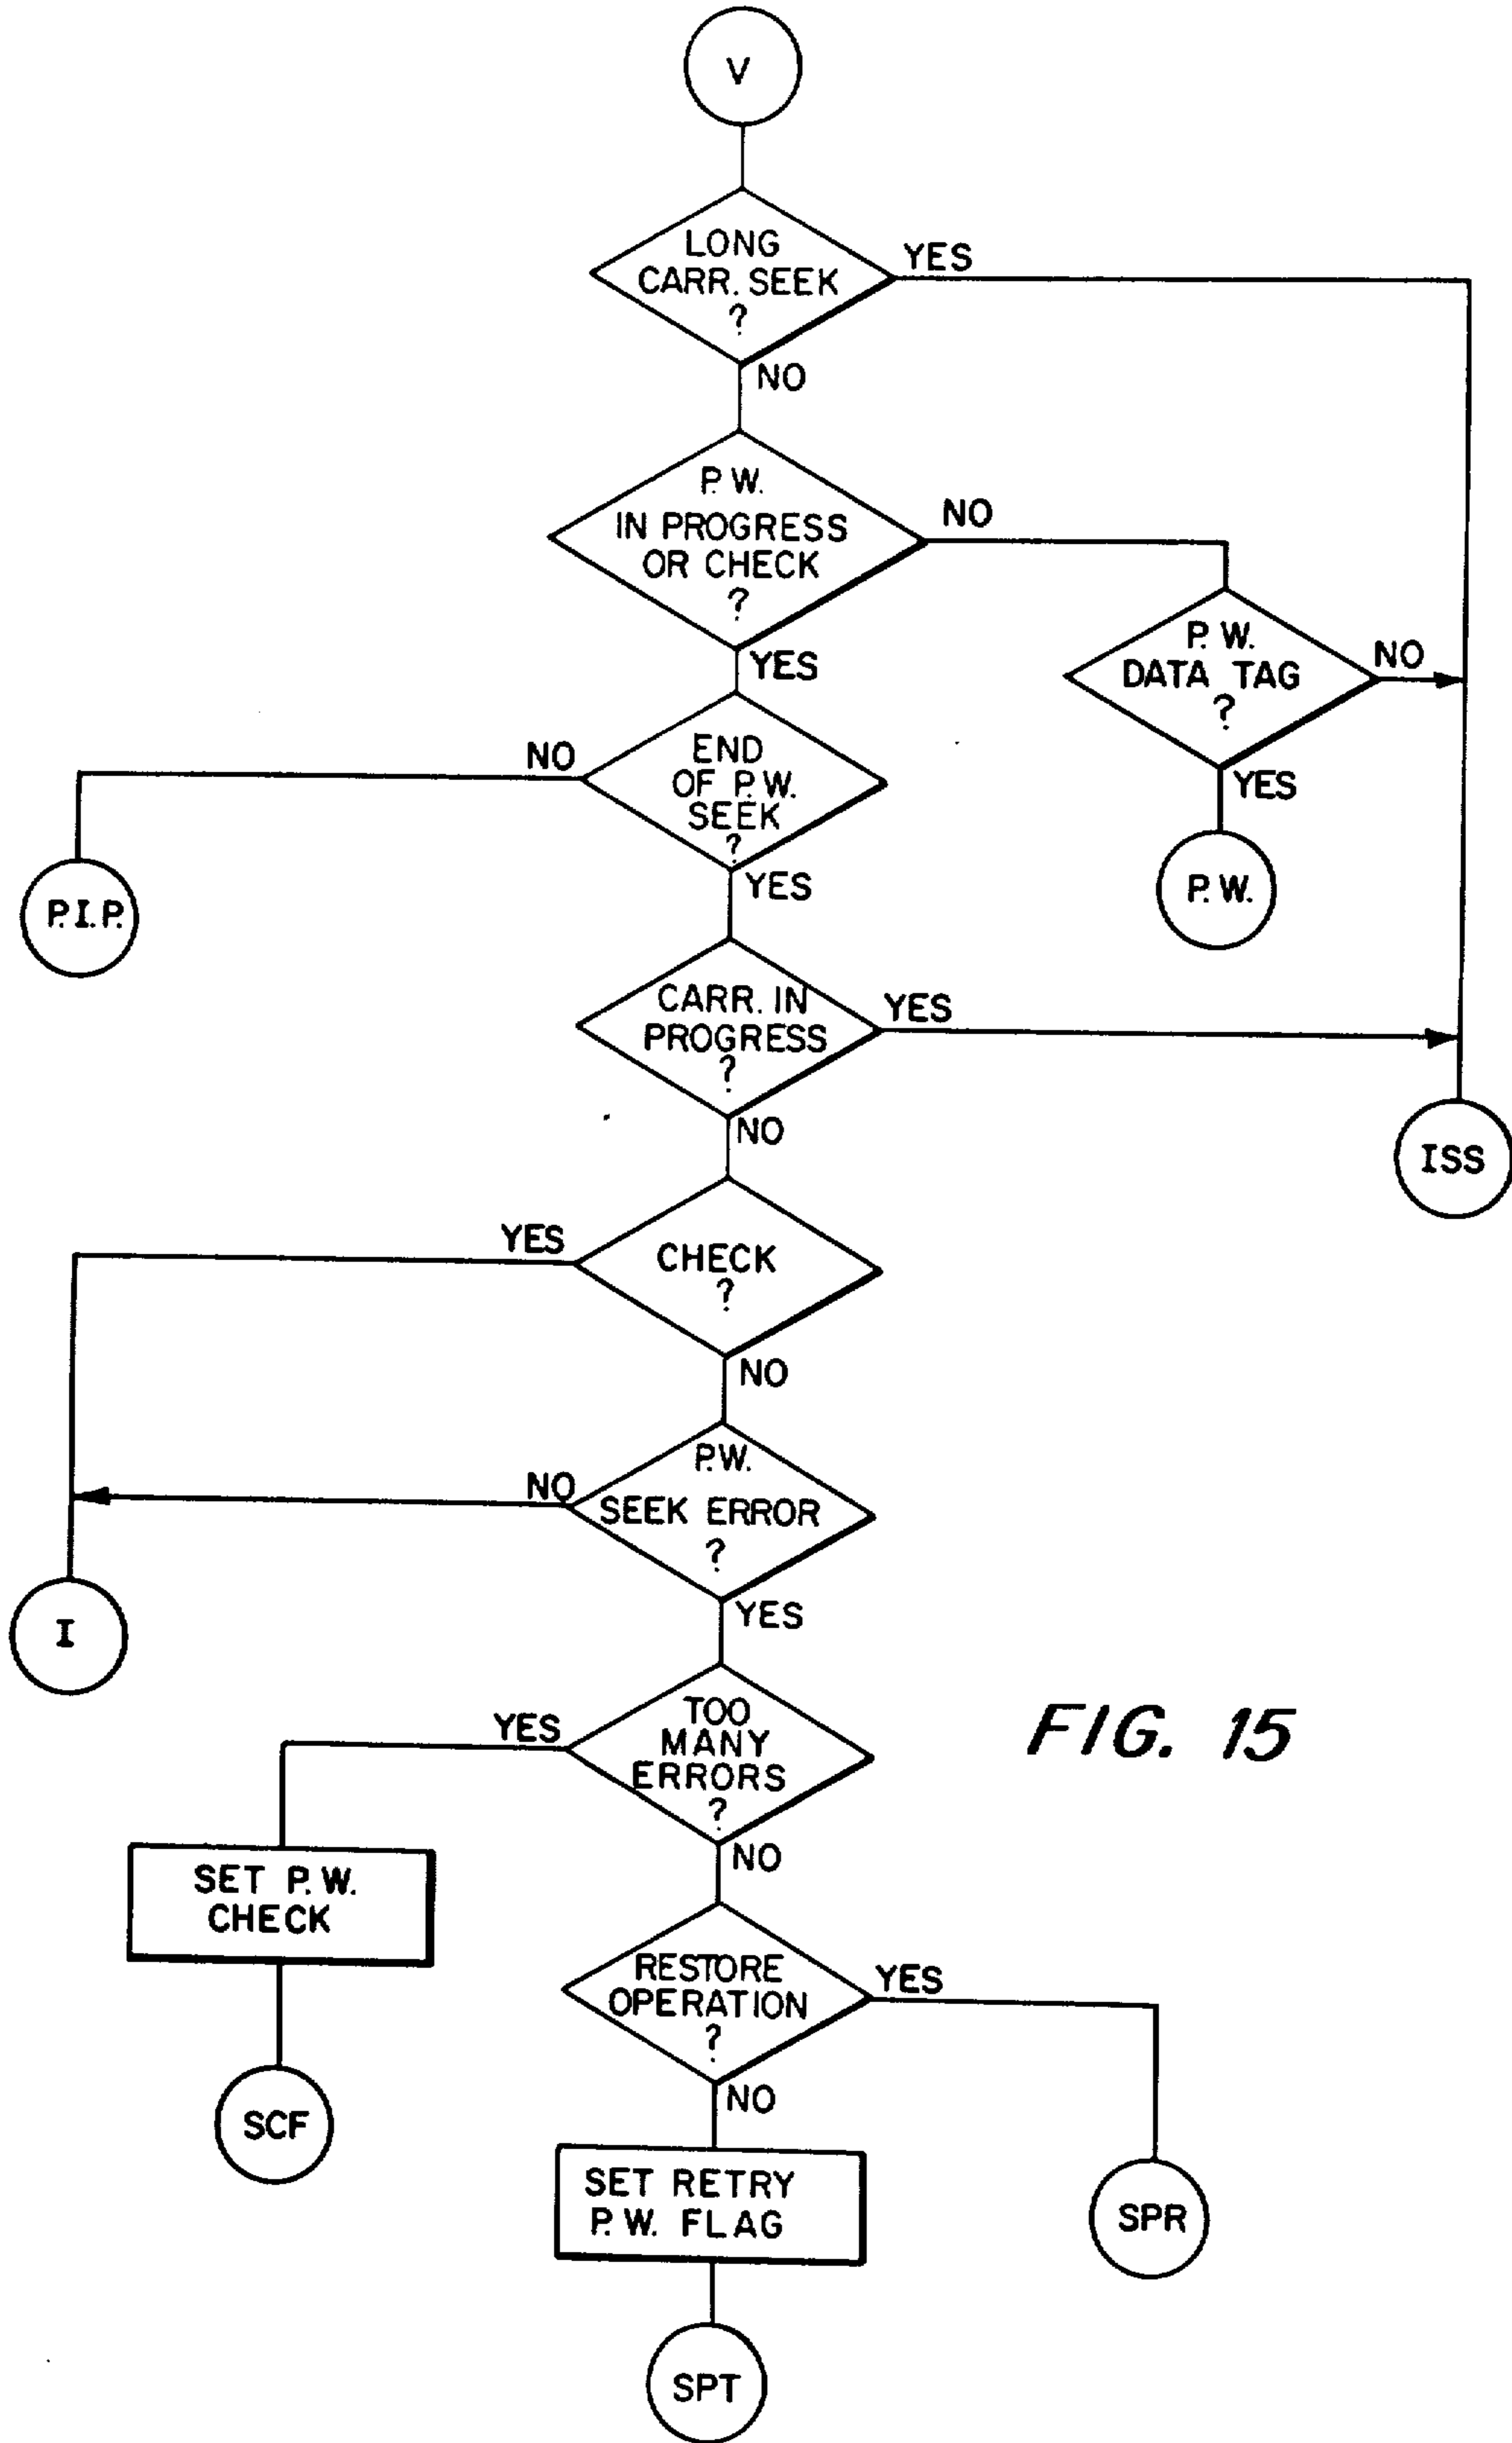 V
LONG
CARR. SEEK
?
YES
NO
P.W.
IN PROGRESS
OR CHECK
?
NO
YES
P.W.
DATA TAG
?
NO
YES
P.W.
END
OF P.W.
SEEK
?
NO
YES
P.I.P.
CARR. IN
PROGRESS
?
YES
NO
ISS
CHECK
?
YES
NO
P.W.
SEEK ERROR
?
NO
YES
I
TOO
MANY
ERRORS
?
YES
NO
FIG. 15
SET P.W.
CHECK
SCF
RESTORE
OPERATION
?
YES
NO
SET RETRY
P.W. FLAG
SPR
SPT